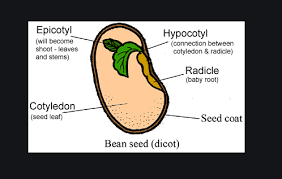 Epicotyl
(will become
shoot - leaves
and stems)
Hypocotyl
(connection between
cotyledon & radicle)
Radicle
(baby root)
Cotyledon
(seed leaf)
Seed coat
Bean seed (dicot)